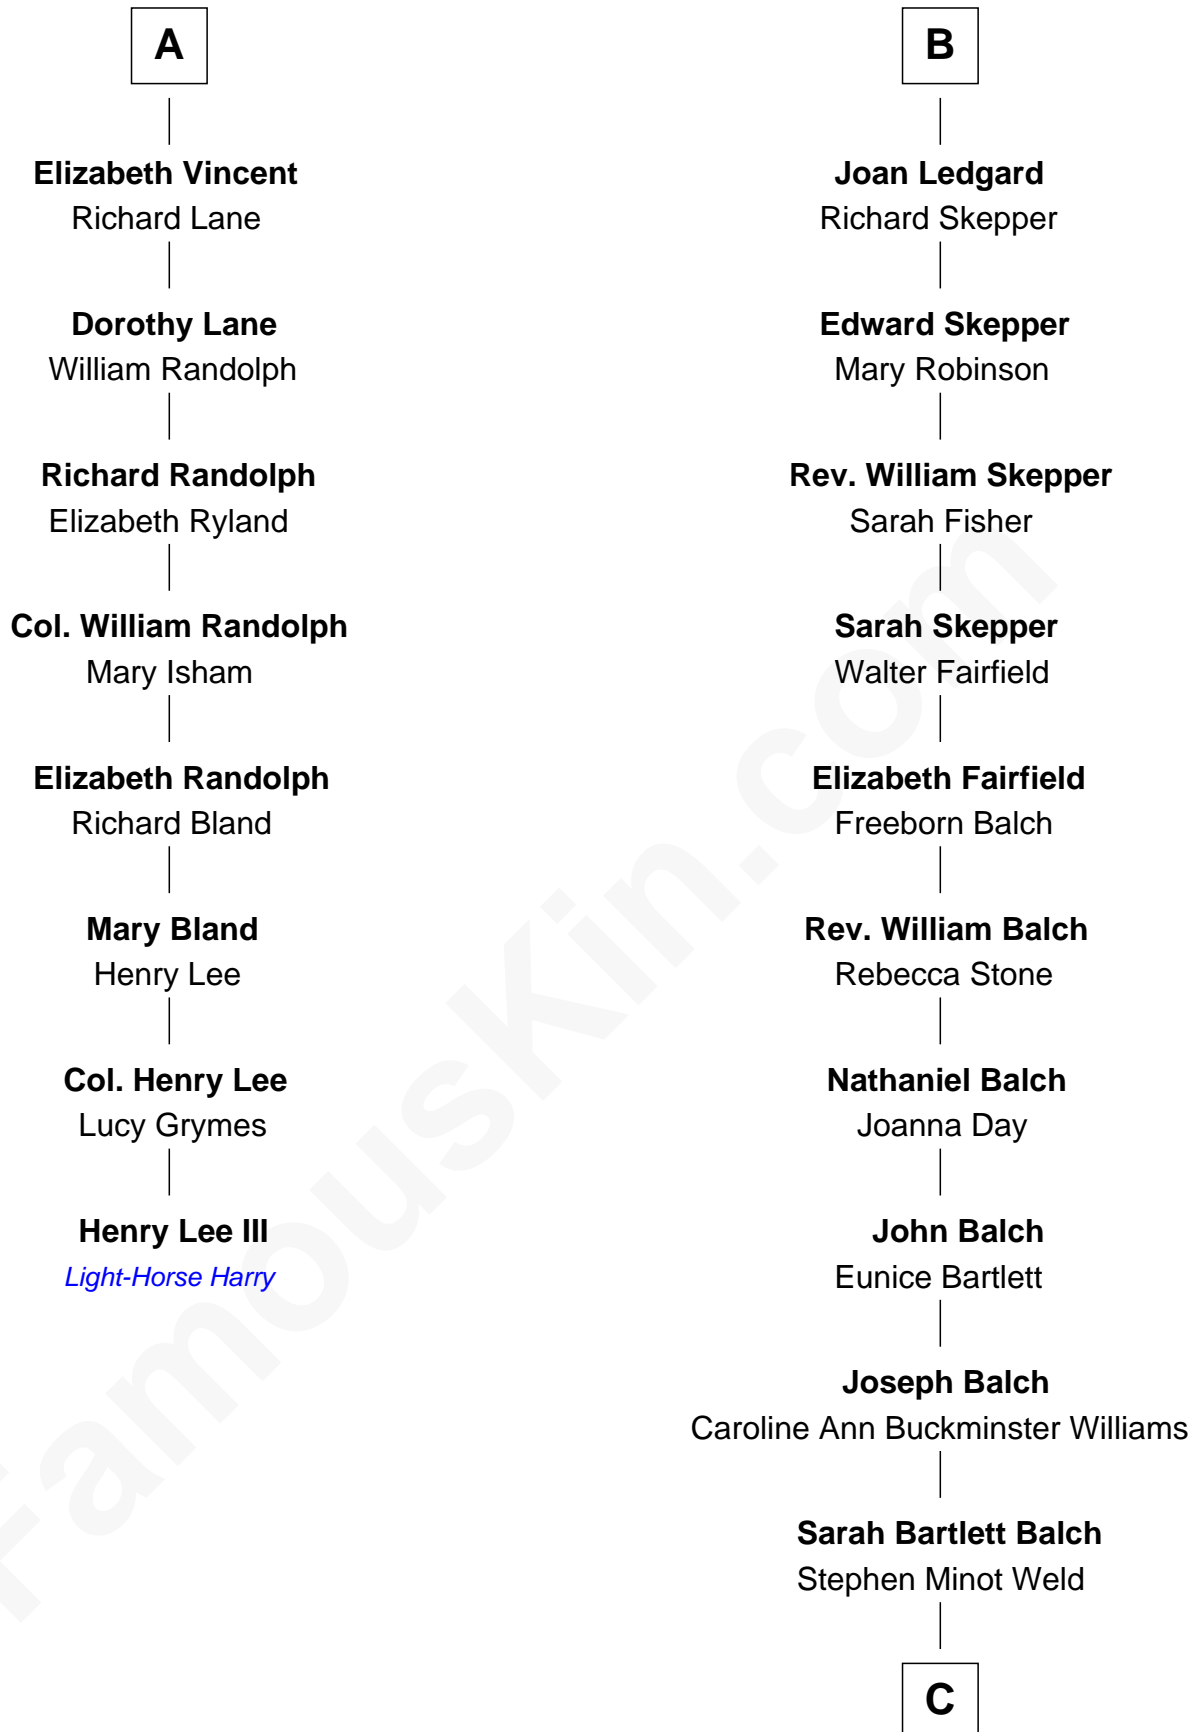 A
Elizabeth Vincent
Richard Lane
Dorothy Lane
William Randolph
Richard Randolph
Elizabeth Ryland
Col. William Randolph
Mary Isham
Elizabeth Randolph
Richard Bland
Mary Bland
Henry Lee
Col. Henry Lee
Lucy Grymes
Henry Lee III
Light-Horse Harry
B
Joan Ledgard
Richard Skepper
Edward Skepper
Mary Robinson
Rev. William Skepper
Sarah Fisher
Sarah Skepper
Walter Fairfield
Elizabeth Fairfield
Freeborn Balch
Rev. William Balch
Rebecca Stone
Nathaniel Balch
Joanna Day
John Balch
Eunice Bartlett
Joseph Balch
Caroline Ann Buckminster Williams
Sarah Bartlett Balch
Stephen Minot Weld
C
FamousKin.com